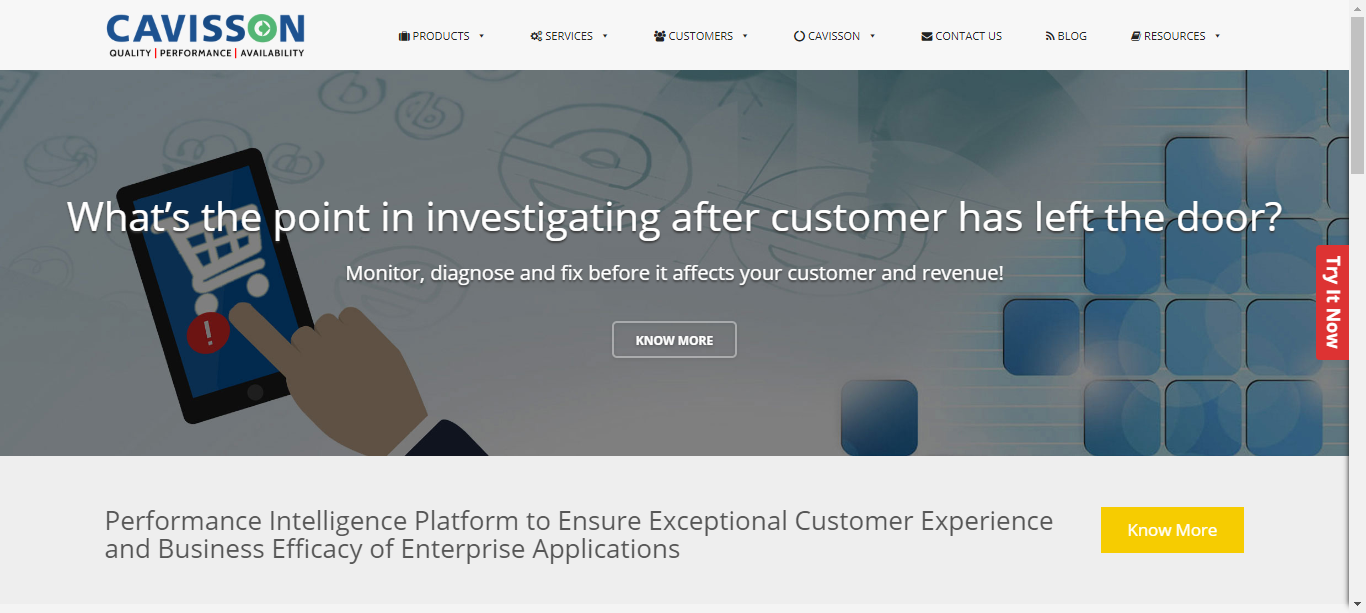 CAVISSON
QUALITY | PERFORMANCE | AVAILABILITY
PRODUCTS
SERVICES
CUSTOMERS
CAVISSON
CONTACT US
BLOG
RESOURCES
What's the point in investigating after customer has left the door?
Monitor, diagnose and fix before it affects your customer and revenue!
KNOW MORE
Try It Now
Performance Intelligence Platform to Ensure Exceptional Customer Experience
and Business Efficacy of Enterprise Applications
Know More